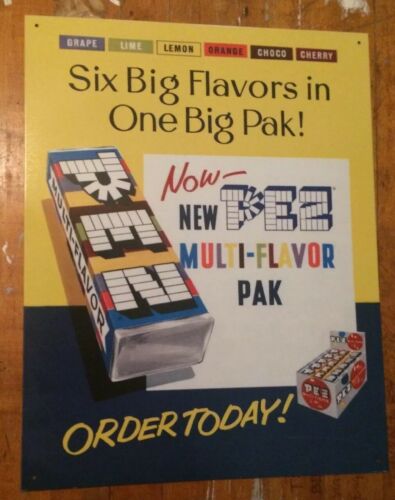 GRAPE LIME LEMON ORANGE CHOCO CHERRY
Six Big Flavors in
One Big Pak!
Now—
NEW PEZ
MULTI-FLAVOR
PAK
PEZ
MULTI-FLAVOR
PEZ
ORDER TODAY!